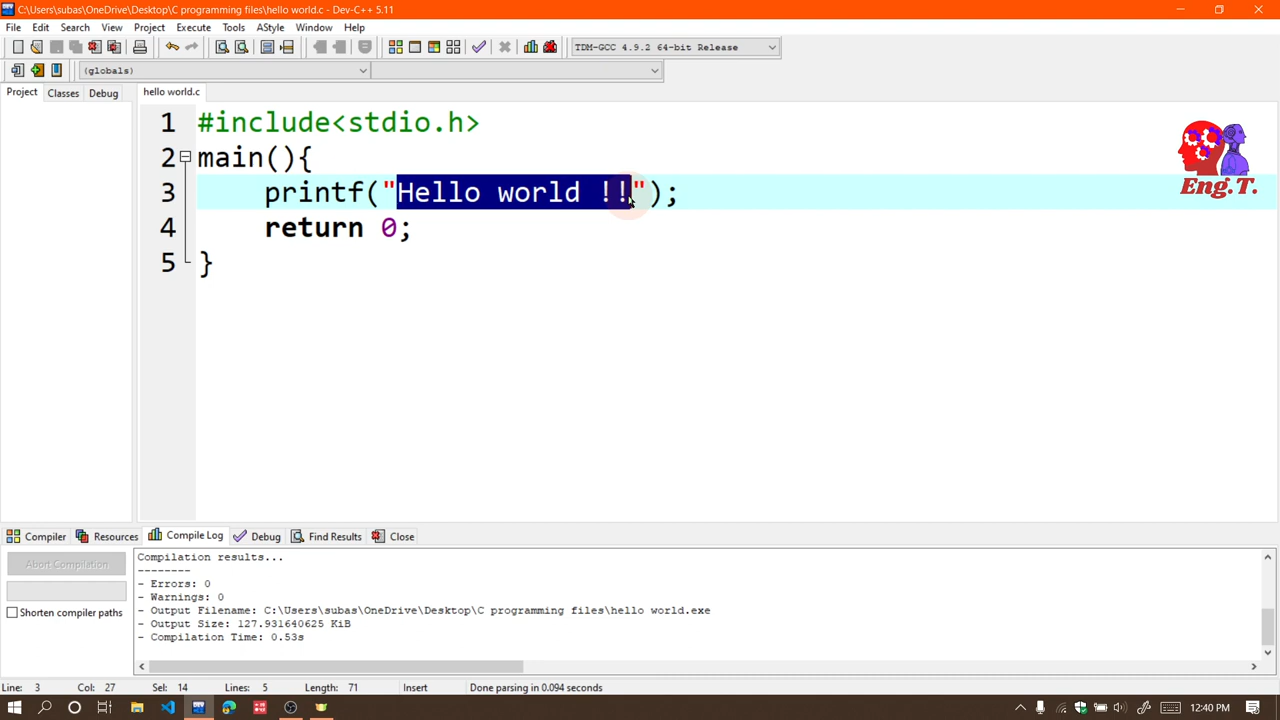 C:\Users\subas\OneDrive\Desktop\C programming files\hello world.c - Dev-C++ 5.11
File Edit Search View Project Execute Tools AStyle Window Help
TDM-GCC 4.9.2 64-bit Release
(globals)
Project Classes Debug
hello world.c
1 #include<stdio.h>
2 main(){
3 printf("Hello world !!");
4 return 0;
5 }
Eng.T.
Compiler Resources Compile Log Debug Find Results Close
Abort Compilation
Shorten compiler paths
Compilation results...
--------
- Errors: 0
- Warnings: 0
- Output Filename: C:\Users\subas\OneDrive\Desktop\C programming files\hello world.exe
- Output Size: 127.931640625 KiB
- Compilation Time: 0.53s
Line: 3 Col: 27 Sel: 14 Lines: 5 Length: 71 Insert Done parsing in 0.094 seconds
12:40 PM